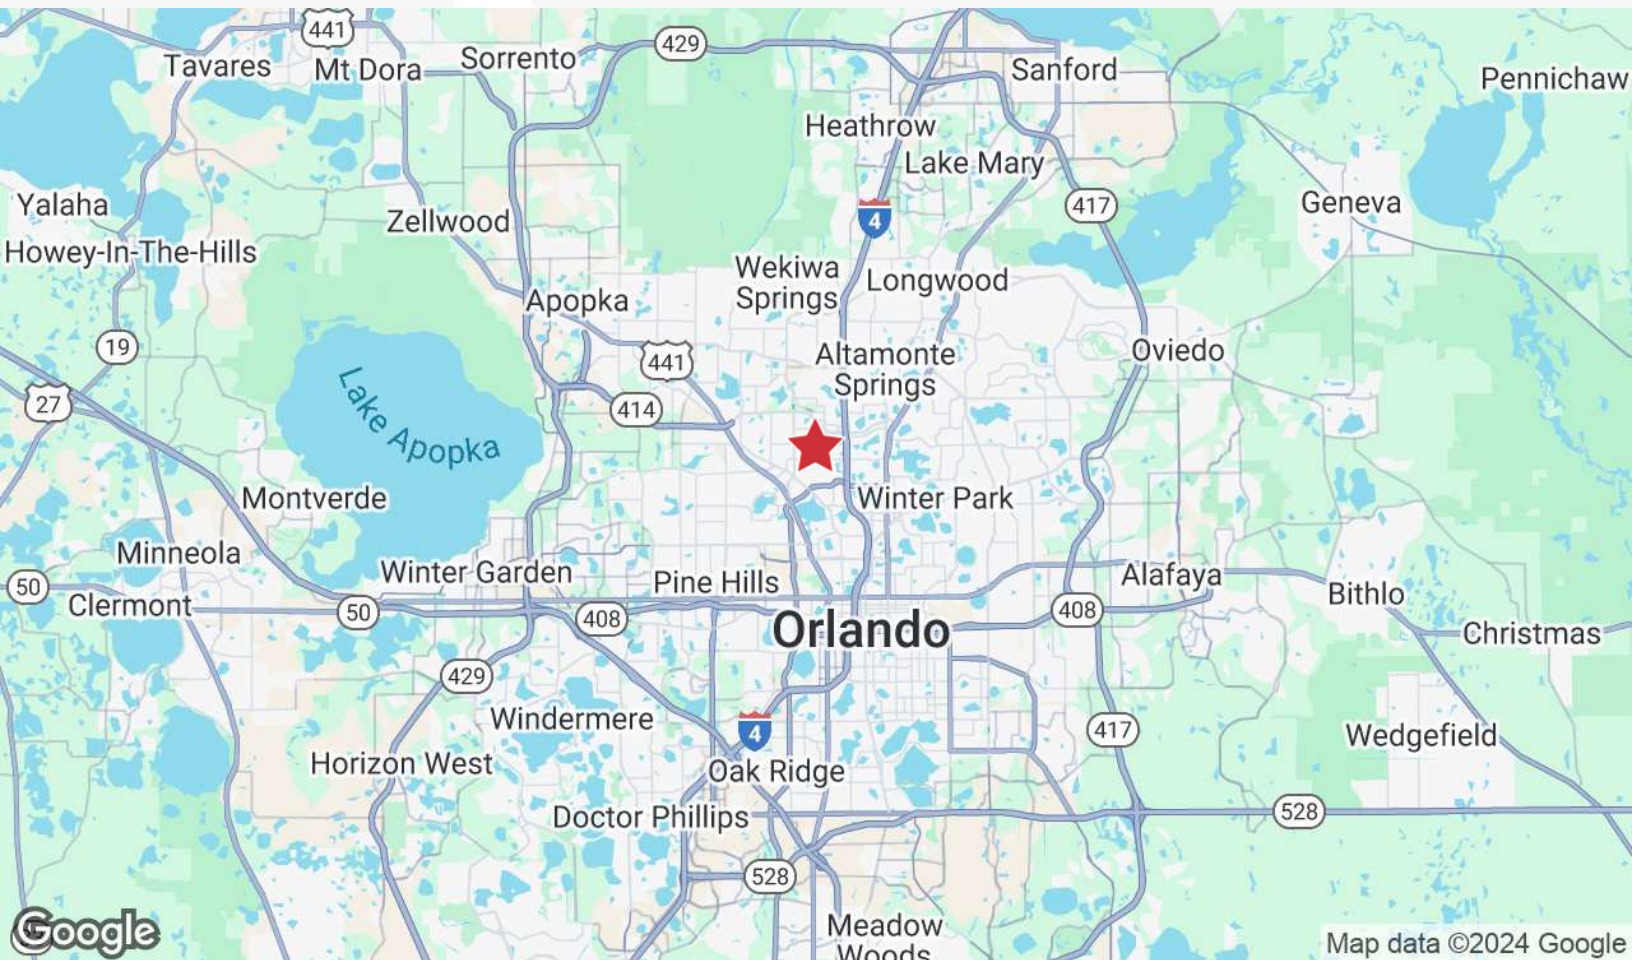 441
429
Tavares
Mt Dora
Sorrento
Sanford
Pennichaw
Heathrow
Lake Mary
Yalaha
Zellwood
4
417
Geneva
Howey-In-The-Hills
Wekiwa
Springs
Longwood
Apopka
19
441
Altamonte
Springs
Oviedo
27
414
Lake Apopka
Montverde
Winter Park
Minneola
50
Clermont
Winter Garden
50
Pine Hills
408
Orlando
408
Alafaya
Bithlo
Christmas
429
Windermere
4
417
Wedgefield
Horizon West
Oak Ridge
Doctor Phillips
528
528
Meadow
Woods
Google
Map data ©2024 Google